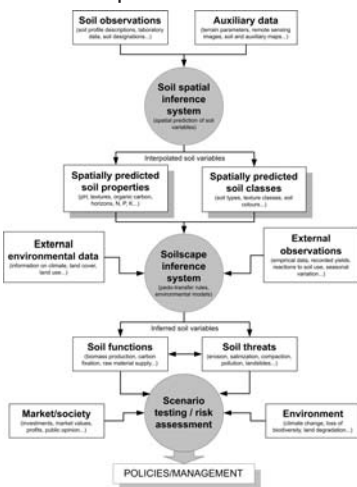 Soil observations
(soil profile descriptions, laboratory
data, soil designations...)
Auxiliary data
(terrain parameters, remote sensing
images, soil and auxiliary maps...)
Soil spatial
inference
system
(spatial prediction of soil
variables)
Interpolated soil variables
Spatially predicted
soil properties
(pH, textures, organic carbon,
horizons, N, P, K...)
Spatially predicted
soil classes
(soil types, texture classes, soil
colours...)
External
environmental data
(information on climate, land cover,
land use...)
Soilscape
inference
system
(pedo-transfer rules,
environmental models)
External
observations
(empirical data, recorded yields,
reactions to soil use, seasonal
variation...)
Inferred soil variables
Soil functions
(biomass production, carbon
fixation, raw material supply...)
Soil threats
(erosion, salinization, compaction,
pollution, landslides...)
Market/society
(investments, market values,
profits, public opinion...)
Scenario
testing / risk
assessment
Environment
(climate change, loss of
biodiversity, land degradation...)
POLICIES/MANAGEMENT